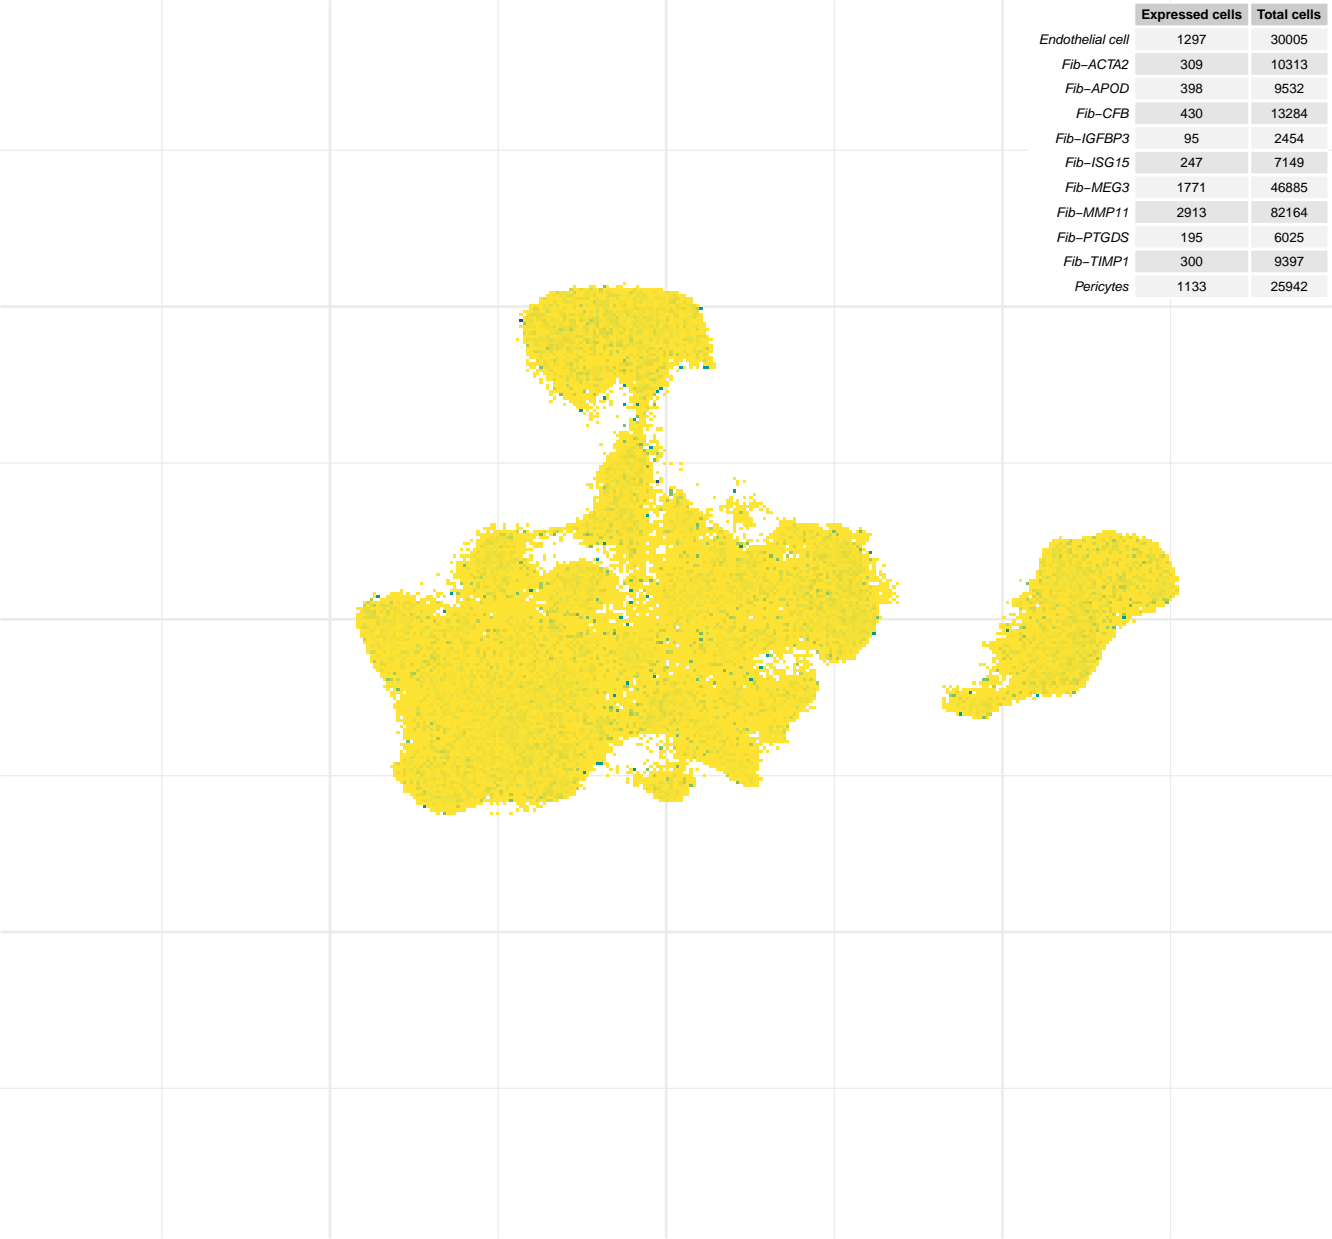 Expressed cells Total cells
Endothelial cell 1297 30005
Fib−ACTA2 309 10313
Fib−APOD 398 9532
Fib−CFB 430 13284
Fib−IGFBP3 95 2454
Fib−ISG15 247 7149
Fib−MEG3 1771 46885
Fib−MMP11 2913 82164
Fib−PTGDS 195 6025
Fib−TIMP1 300 9397
Pericytes 1133 25942